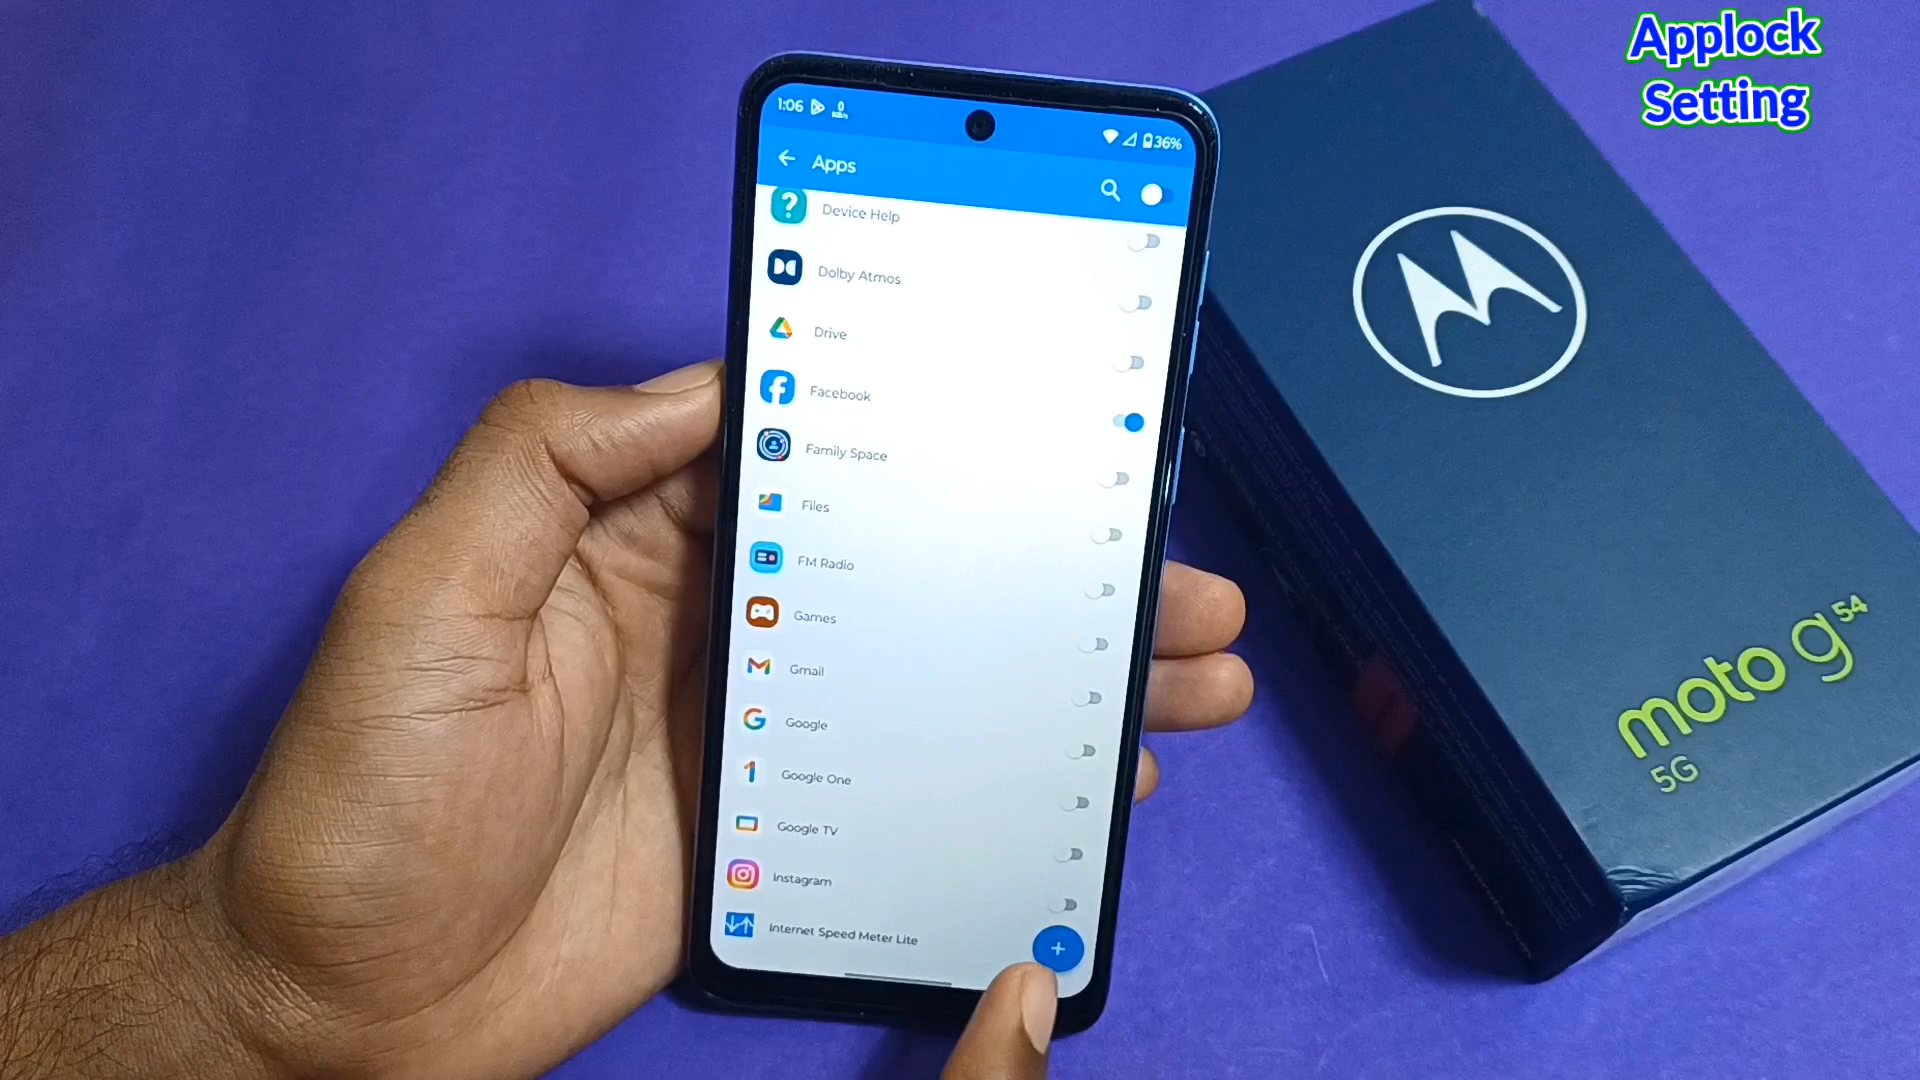 Applock
Setting
1:06
0
36%
Apps
Device Help
Dolby Atmos
Drive
Facebook
Family Space
Files
FM Radio
Games
Gmail
Google
Google One
Google TV
Instagram
Internet Speed Meter Lite
moto g54
5G